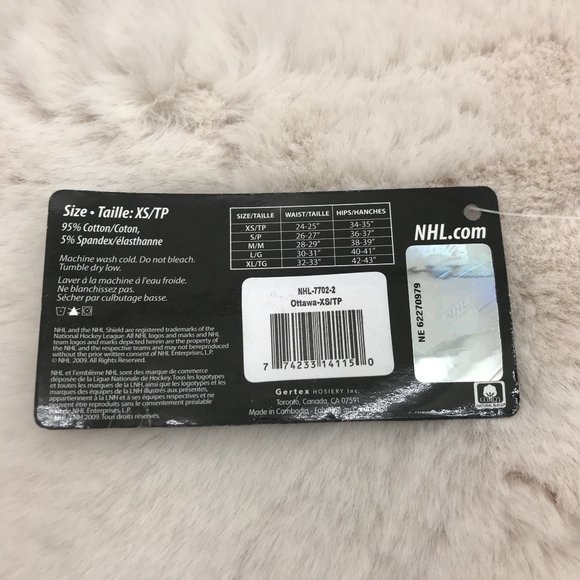 Size • Taille: XS/TP
95% Cotton/Coton,
5% Spandex/élasthanne
Machine wash cold. Do not bleach.
Tumble dry low.
Laver à la machine à l'eau froide.
Ne blanchissez pas.
Sécher par culbutage basse.
NHL and the NHL Shield are registered trademarks of the
National Hockey League. All NHL logos and marks and NHL
team logos and marks depicted herein are the property of
the NHL and the respective teams and may not be reproduced
without the prior written consent of NHL Enterprises, L.P.
© NHL 2009. All Rights Reserved.
NHL et l'emblème NHL sont des marques de commerce
déposée de la Ligue Nationale de Hockey. Tous les logotypes
et toutes les marques de la LNH ainsi que les logotypes et
marques des équipes de la LNH illustrés aux présentes,
appartiennent à la LNH et à ses équipes respectives et ne
peuvent être reproduits sans le consentement préalable
de NHL Enterprises, L.P.
LNH 2009. Tous droits réservés.
SIZE/TAILLE WAIST/TAILLE HIPS/HANCHES
XS/TP 24-25" 34-35"
S/P 26-27" 36-37"
M/M 28-29" 38-39"
L/G 30-31" 40-41"
XL/TG 32-33" 42-43"
NHL-7702-2
Ottawa-XS/TP
7 74233 14115 0
Gertex HOSIERY Inc.
Toronto, Canada, CA 07591
Made in Cambodia
NHL.com
NE 62270979
NHL